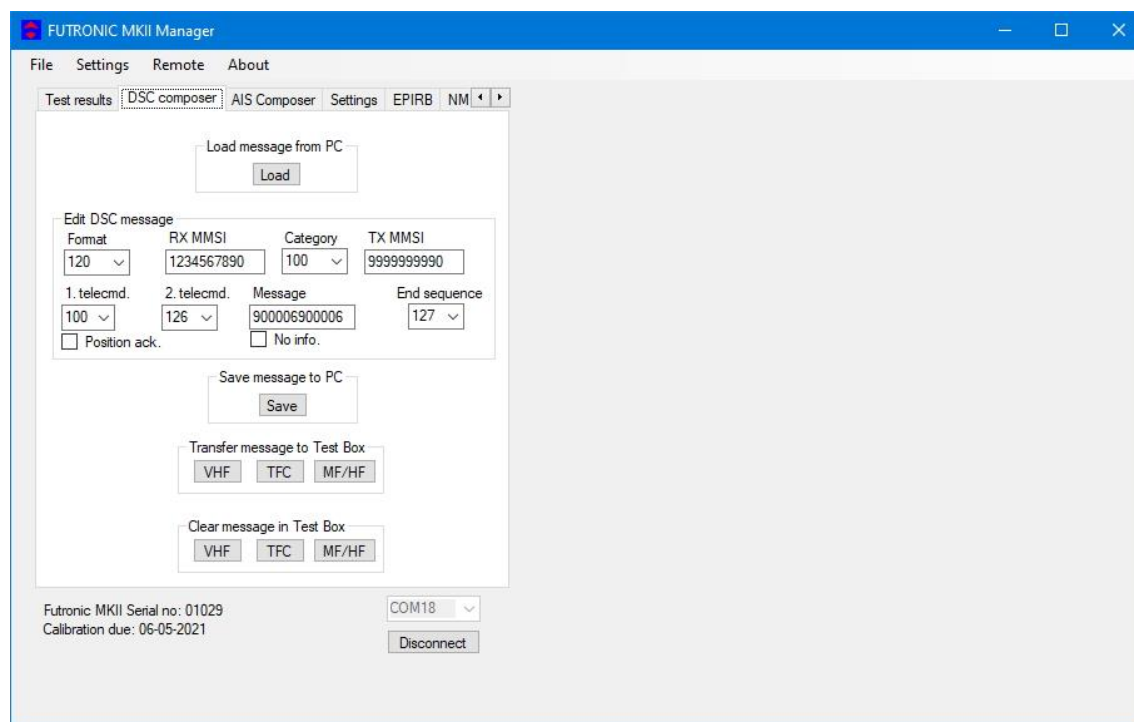 FUTRONIC MKII Manager
File Settings Remote About
Test results DSC composer AIS Composer Settings EPIRB NM
Load message from PC
Load
Edit DSC message
Format RX MMSI Category TX MMSI
120 1234567890 100 9999999990
1. telecmd. 2. telecmd. Message End sequence
100 126 900006900006 127
Position ack. No info.
Save message to PC
Save
Transfer message to Test Box
VHF TFC MF/HF
Clear message in Test Box
VHF TFC MF/HF
Futronic MKII Serial no: 01029 COM18
Calibration due: 06-05-2021
Disconnect